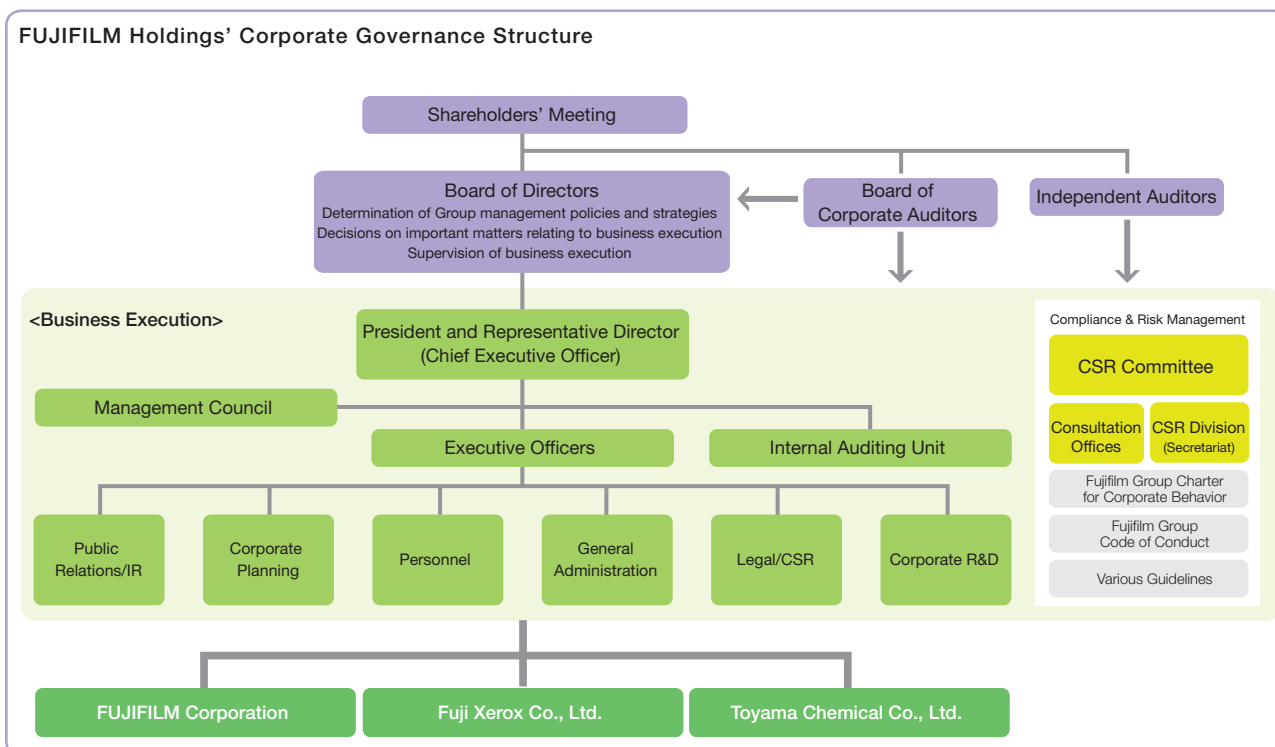 FUJIFILM Holdings’ Corporate Governance Structure
Shareholders’ Meeting
Board of Directors
Determination of Group management policies and strategies
Decisions on important matters relating to business execution
Supervision of business execution
Board of
Corporate Auditors
Independent Auditors
<Business Execution>
President and Representative Director
(Chief Executive Officer)
Management Council
Executive Officers
Internal Auditing Unit
Public
Relations/IR
Corporate
Planning
Personnel
General
Administration
Legal/CSR
Corporate R&D
Compliance & Risk Management
CSR Committee
Consultation
Offices
CSR Division
(Secretariat)
Fujifilm Group Charter
for Corporate Behavior
Fujifilm Group
Code of Conduct
Various Guidelines
FUJIFILM Corporation
Fuji Xerox Co., Ltd.
Toyama Chemical Co., Ltd.